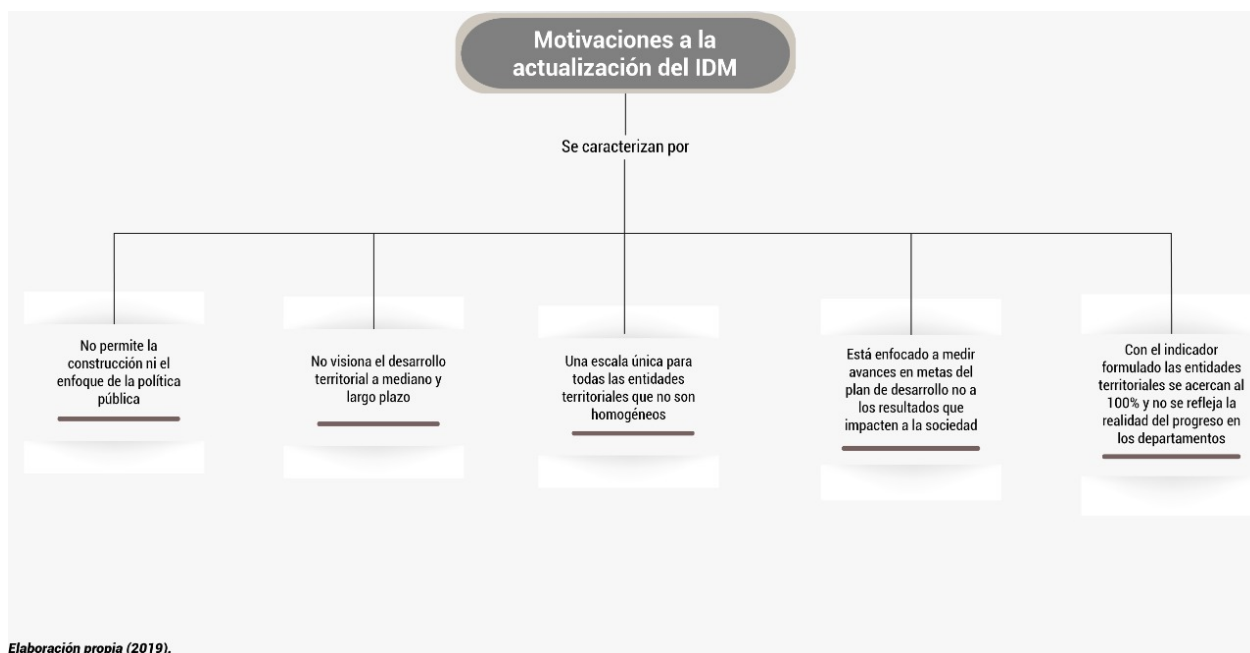 Motivaciones a la
actualización del IDM
Se caracterizan por
No permite la
construcción ni el
enfoque de la política
pública
No visiona el desarrollo
territorial a mediano y
largo plazo
Una escala única para
todas las entidades
territoriales que no son
homogéneos
Está enfocado a medir
avances en metas del
plan de desarrollo no a
los resultados que
impacten a la sociedad
Con el indicador
formulado las entidades
territoriales se acercan al
100% y no se refleja la
realidad del progreso en
los departamentos
Elaboración propia (2019).